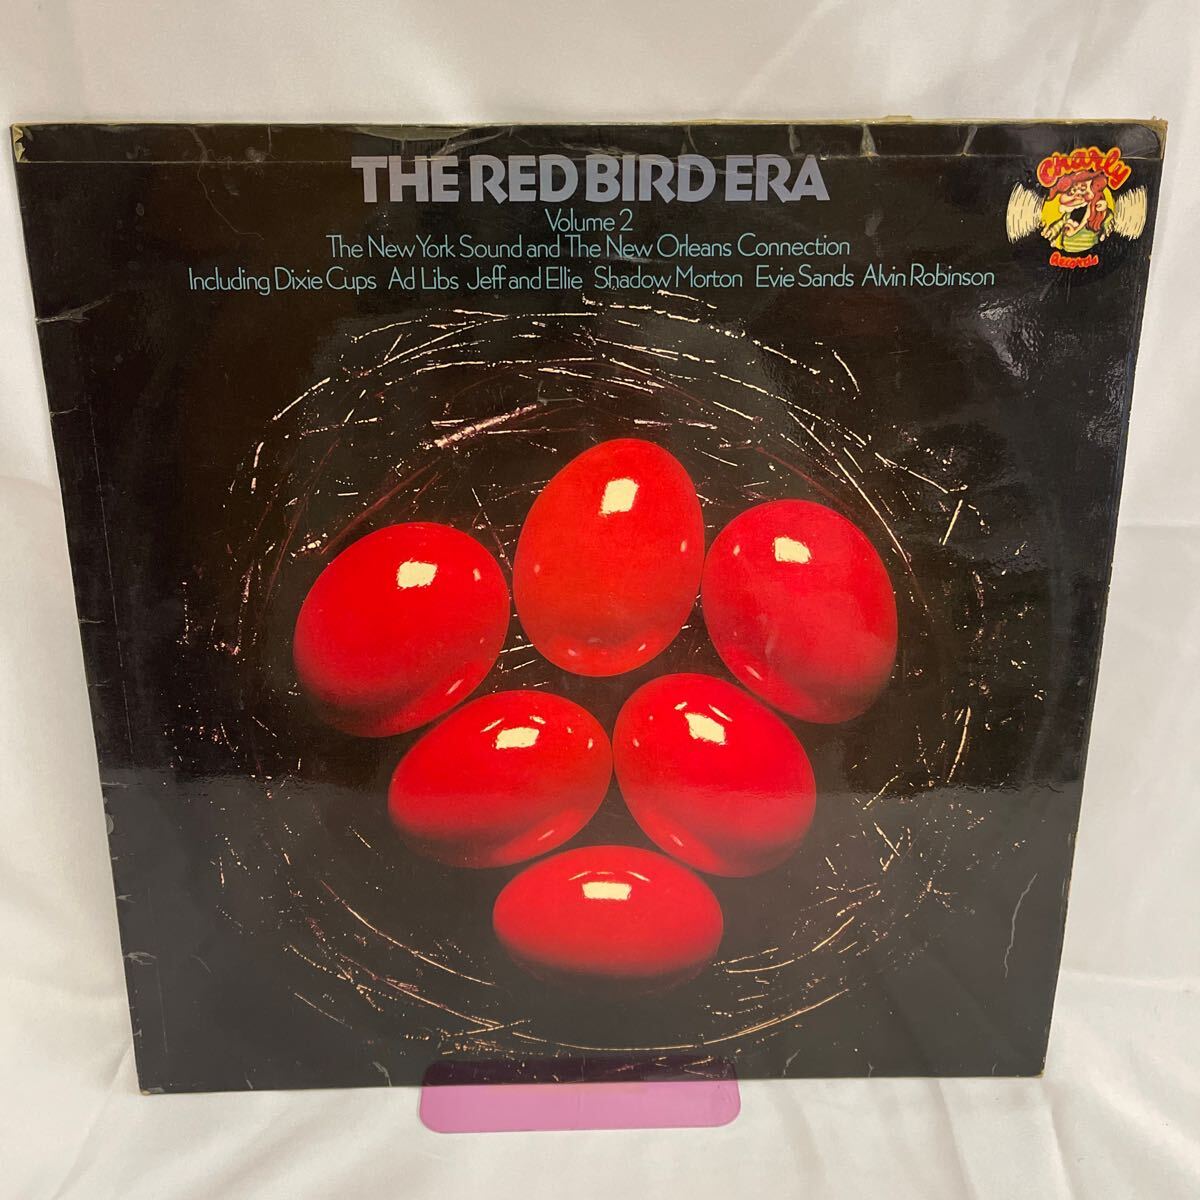 THE RED BIRD ERA
Volume 2
The New York Sound and The New Orleans Connection
Including Dixie Cups Ad Libs Jeff and Ellie Shadow Morton Evie Sands Alvin Robinson
Charly
Records